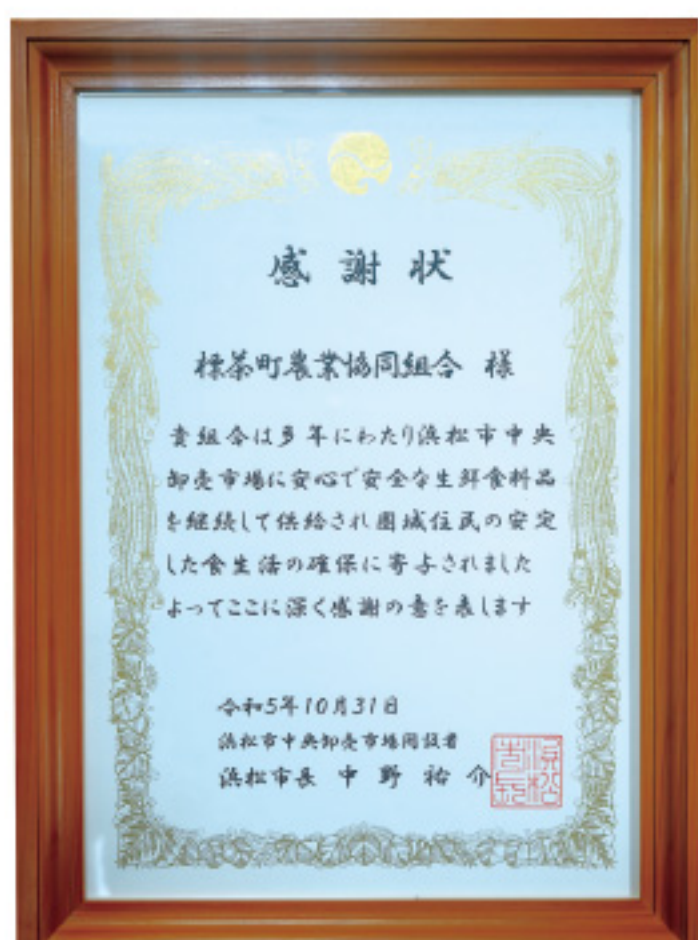 感謝状
標茶町農業協同組合 様
貴組合は多年にわたり浜松市中央
卸売市場に安心で安全な生鮮食料品
を継続して供給され圏域住民の安定
した食生活の確保に寄与されました
よってここに深く感謝の意を表します
令和5年10月31日
浜松市中央卸売市場開設者
浜松市長 中野祐介